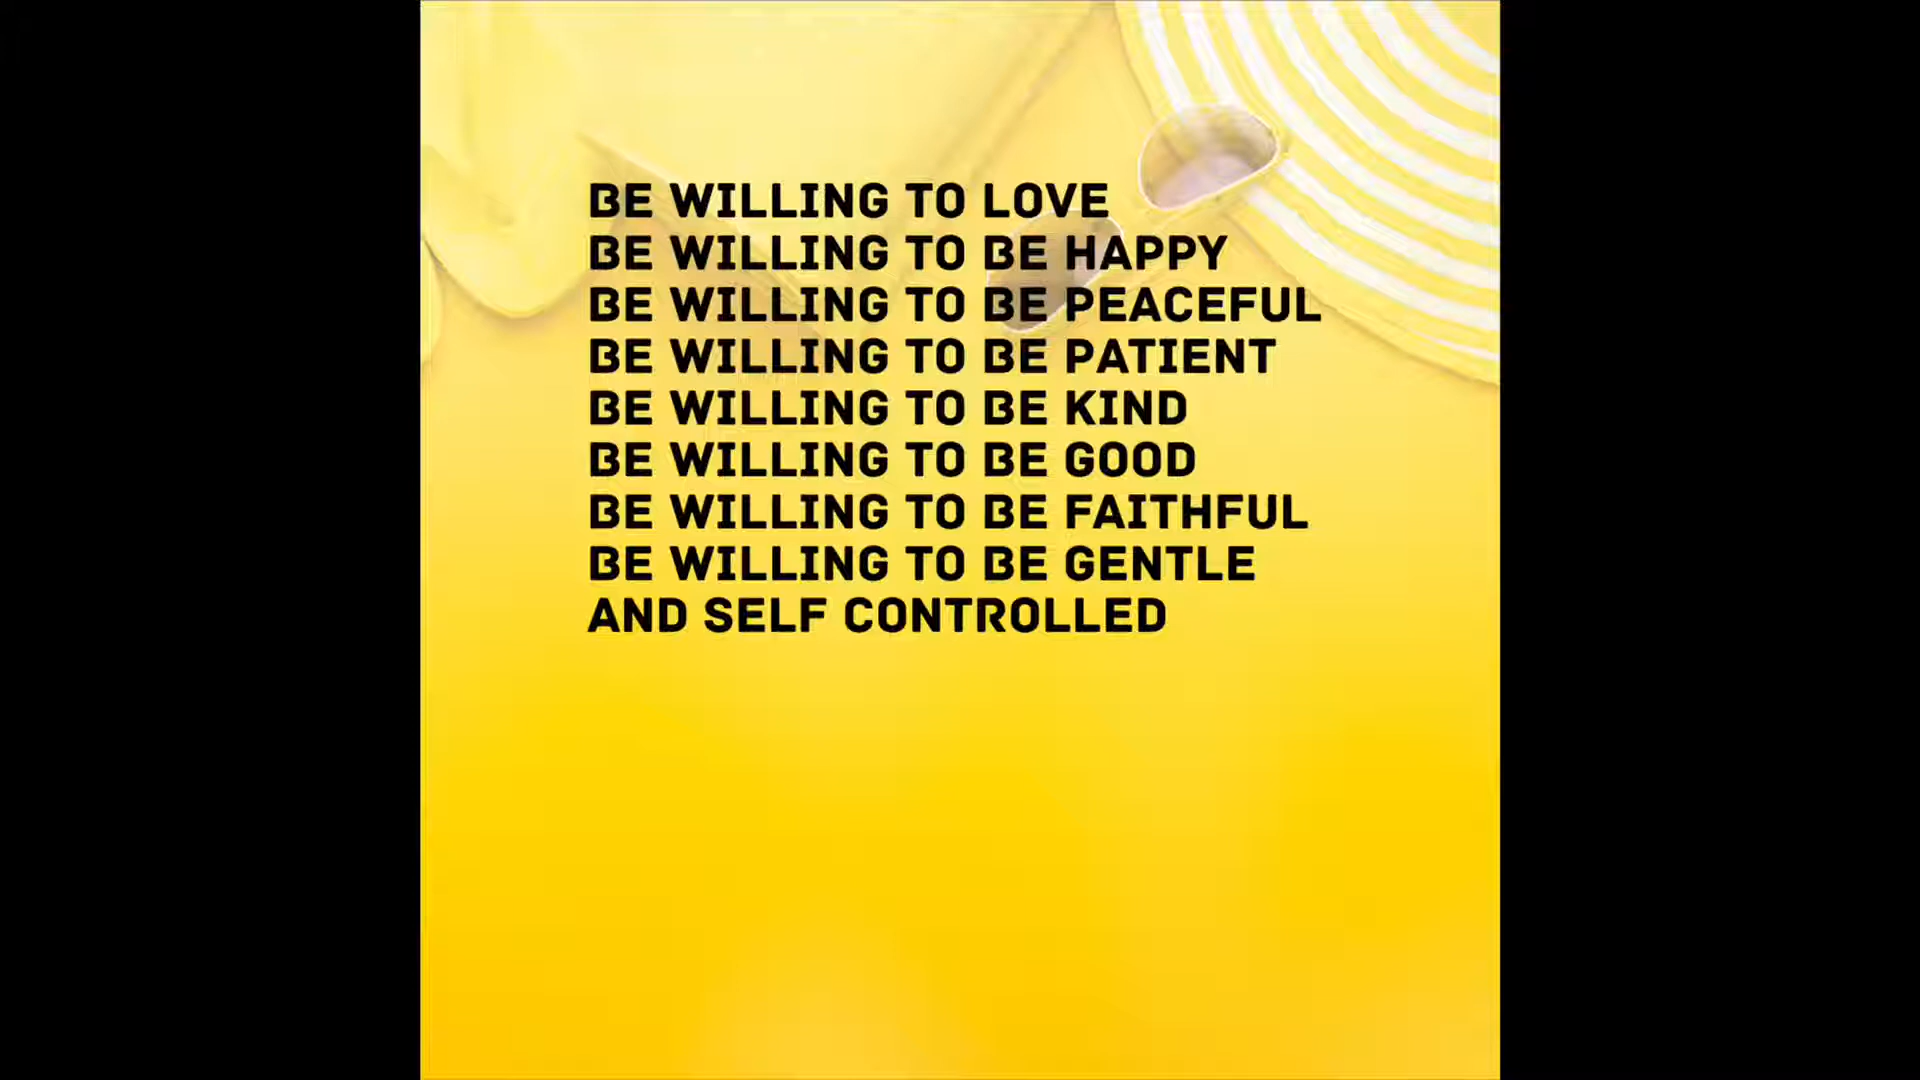 BE WILLING TO LOVE
BE WILLING TO BE HAPPY
BE WILLING TO BE PEACEFUL
BE WILLING TO BE PATIENT
BE WILLING TO BE KIND
BE WILLING TO BE GOOD
BE WILLING TO BE FAITHFUL
BE WILLING TO BE GENTLE
AND SELF CONTROLLED